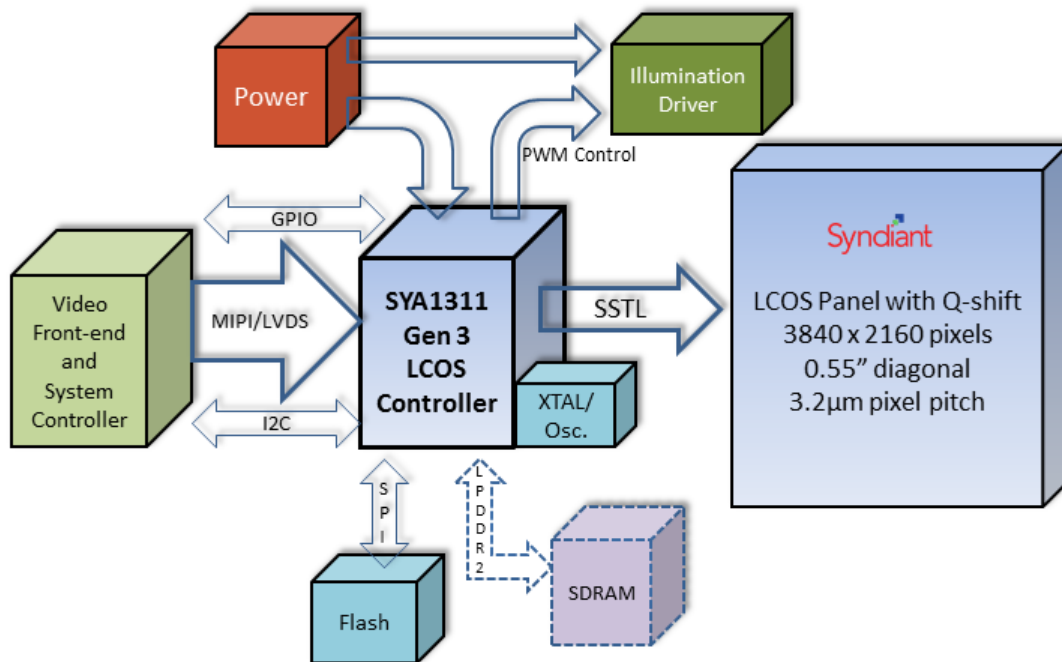 Power
Illumination
Driver
PWM Control
GPIO
Video
Front-end
and
System
Controller
MIPI/LVDS
I2C
SYA1311
Gen 3
LCOS
Controller
XTAL/
Osc.
SSTL
Syndiant
LCOS Panel with Q-shift
3840 x 2160 pixels
0.55” diagonal
3.2µm pixel pitch
SPI
LPDDR2
Flash
SDRAM